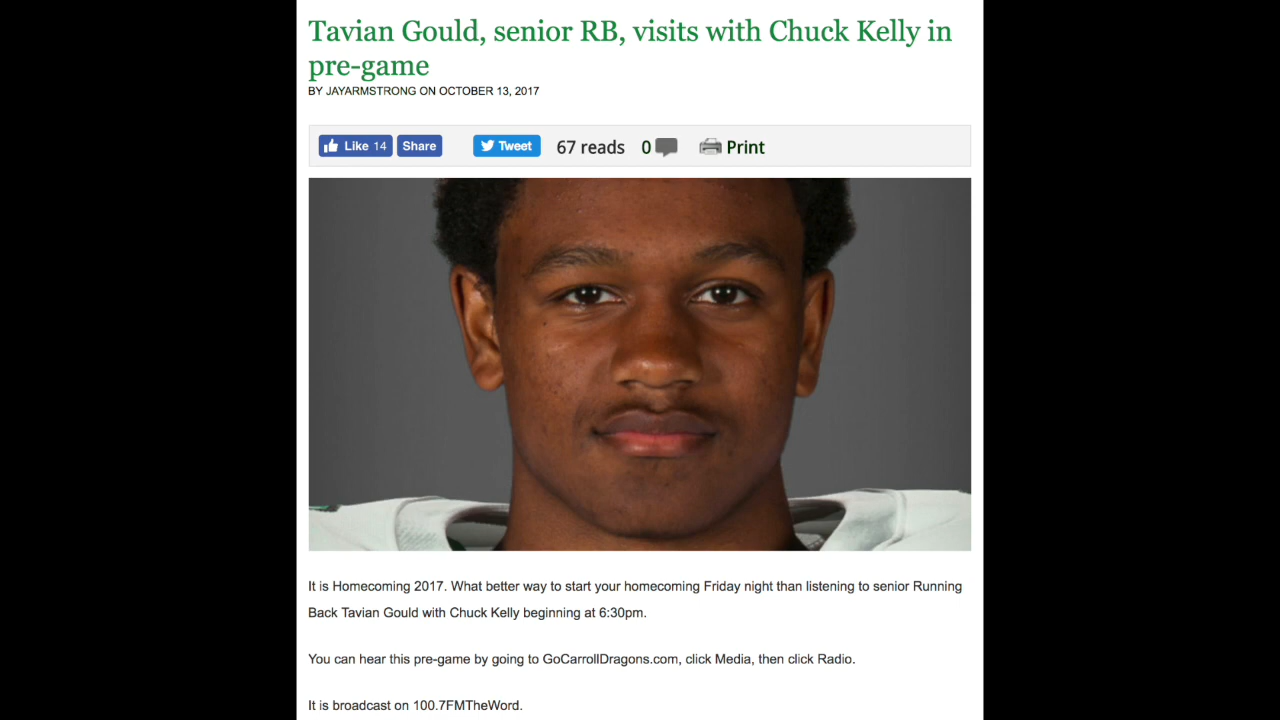 Tavian Gould, senior RB, visits with Chuck Kelly in
pre-game
BY JAYARMSTRONG ON OCTOBER 13, 2017
Like 14 Share Tweet 67 reads 0 Print
It is Homecoming 2017. What better way to start your homecoming Friday night than listening to senior Running
Back Tavian Gould with Chuck Kelly beginning at 6:30pm.
You can hear this pre-game by going to GoCarrollDragons.com, click Media, then click Radio.
It is broadcast on 100.7FMTheWord.